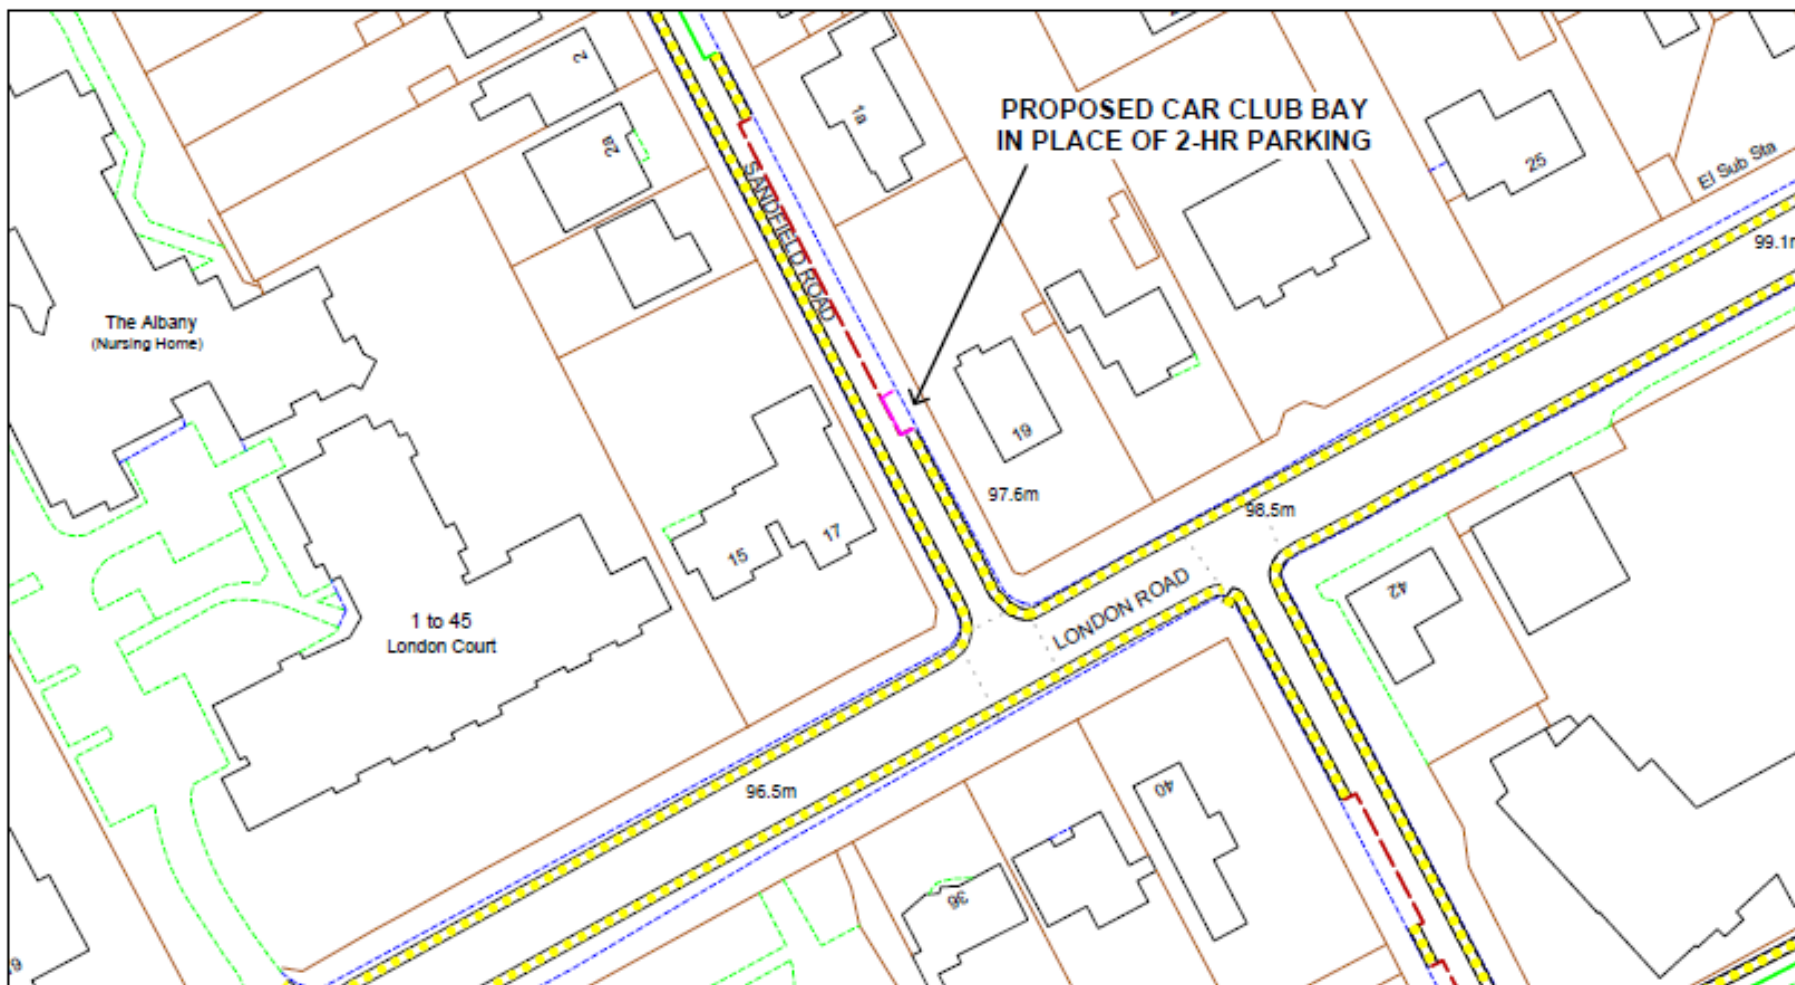 2
2a
1a
PROPOSED CAR CLUB BAY
IN PLACE OF 2-HR PARKING
25
El Sub Sta
99.1m
SANDFIELD ROAD
The Albany
(Nursing Home)
19
97.6m
98.5m
15
17
LONDON ROAD
42
1 to 45
London Court
96.5m
40
36